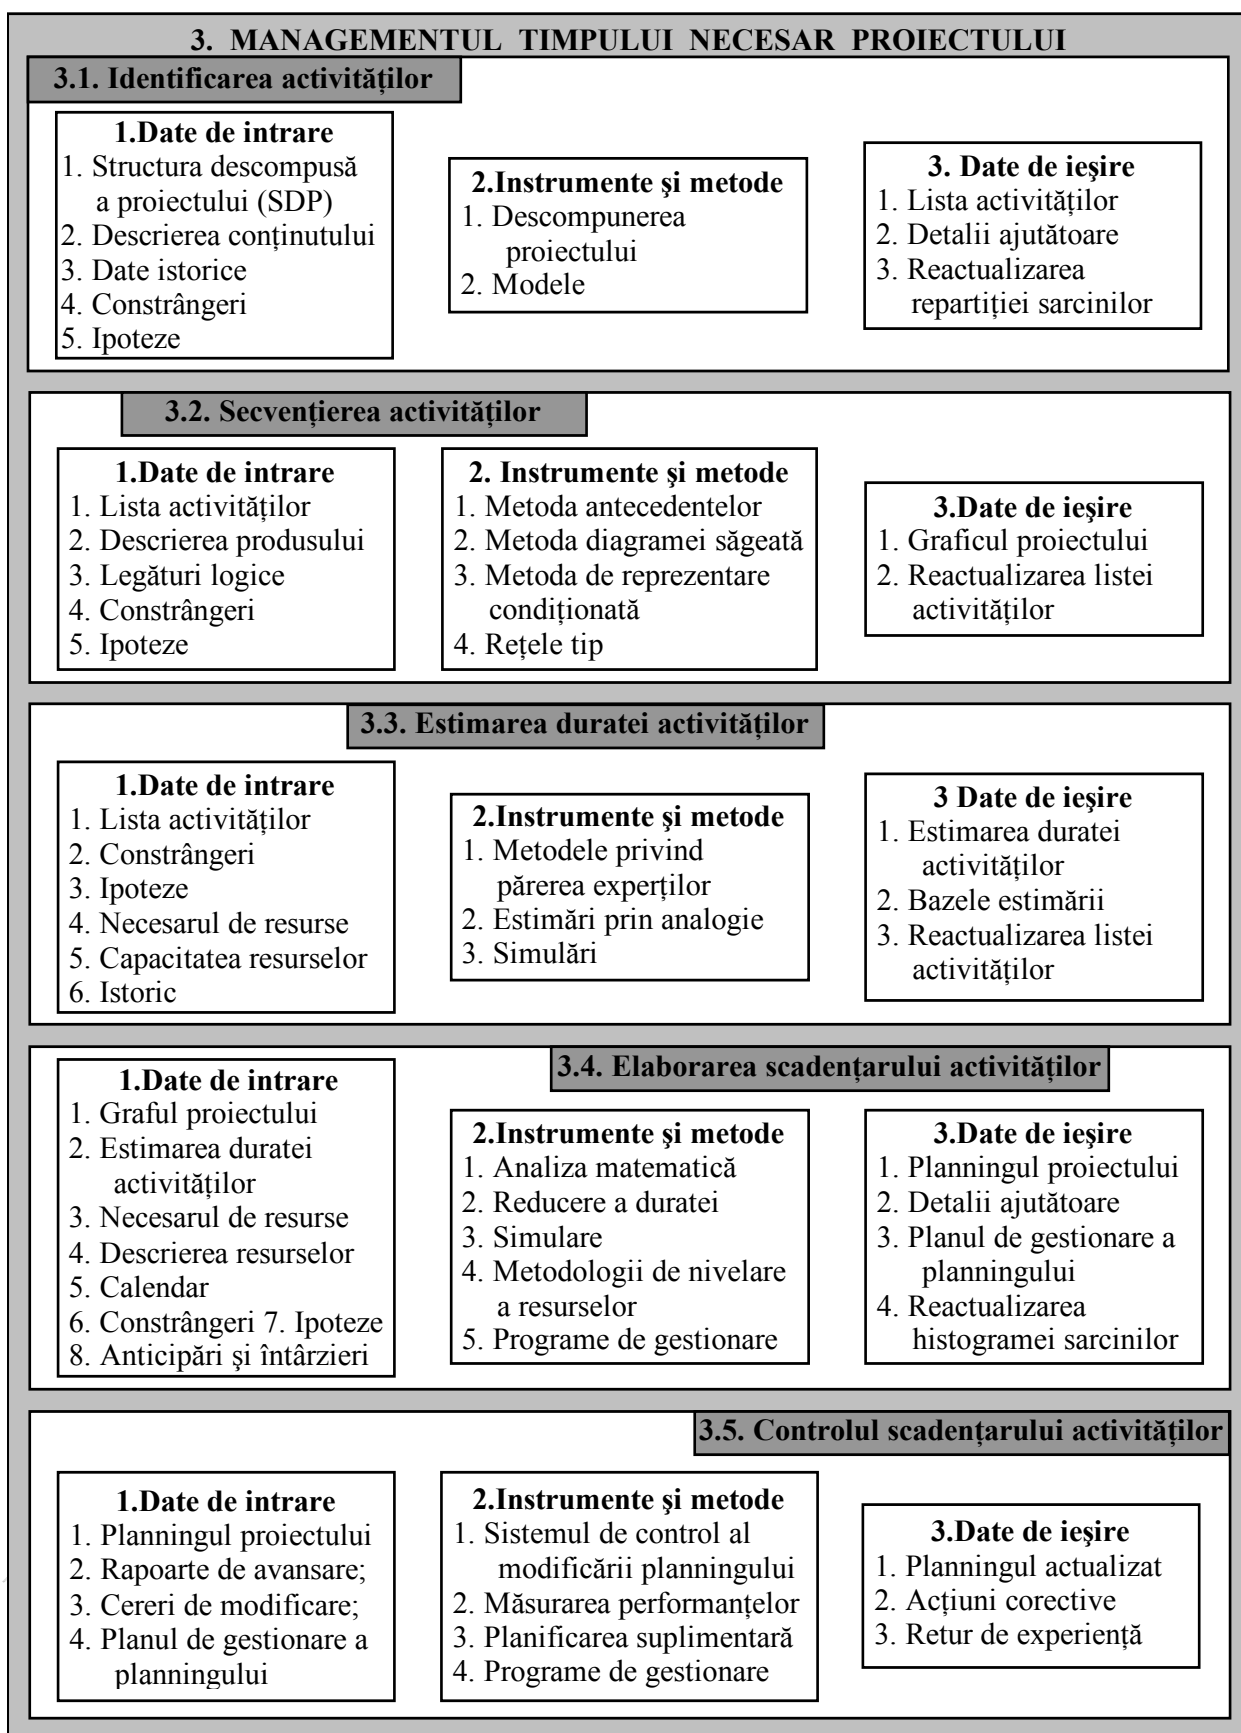 3. MANAGEMENTUL TIMPULUI NECESAR PROIECTULUI
3.1. Identificarea activităţilor
1.Date de intrare
1. Structura descompusă
a proiectului (SDP)
2. Descrierea conţinutului
3. Date istorice
4. Constrângeri
5. Ipoteze
2.Instrumente şi metode
1. Descompunerea
proiectului
2. Modele
3. Date de ieşire
1. Lista activităţilor
2. Detalii ajutătoare
3. Reactualizarea
repartiţiei sarcinilor
3.2. Secvenţierea activităţilor
1.Date de intrare
1. Lista activităţilor
2. Descrierea produsului
3. Legături logice
4. Constrângeri
5. Ipoteze
2. Instrumente şi metode
1. Metoda antecedentelor
2. Metoda diagramei săgeată
3. Metoda de reprezentare
condiţionată
4. Reţele tip
3.Date de ieşire
1. Graficul proiectului
2. Reactualizarea listei
activităţilor
3.3. Estimarea duratei activităţilor
1.Date de intrare
1. Lista activităţilor
2. Constrângeri
3. Ipoteze
4. Necesarul de resurse
5. Capacitatea resurselor
6. Istoric
2.Instrumente şi metode
1. Metodele privind
părerea experţilor
2. Estimări prin analogie
3. Simulări
3 Date de ieşire
1. Estimarea duratei
activităţilor
2. Bazele estimării
3. Reactualizarea listei
activităţilor
3.4. Elaborarea scadenţarului activităţilor
1.Date de intrare
1. Graful proiectului
2. Estimarea duratei
activităţilor
3. Necesarul de resurse
4. Descrierea resurselor
5. Calendar
6. Constrângeri 7. Ipoteze
8. Anticipări şi întârzieri
2.Instrumente şi metode
1. Analiza matematică
2. Reducere a duratei
3. Simulare
4. Metodologii de nivelare
a resurselor
5. Programe de gestionare
3.Date de ieşire
1. Planningul proiectului
2. Detalii ajutătoare
3. Planul de gestionare a
planningului
4. Reactualizarea
histogramei sarcinilor
3.5. Controlul scadenţarului activităţilor
1.Date de intrare
1. Planningul proiectului
2. Rapoarte de avansare;
3. Cereri de modificare;
4. Planul de gestionare a
planningului
2.Instrumente şi metode
1. Sistemul de control al
modificării planningului
2. Măsurarea performanţelor
3. Planificarea suplimentară
4. Programe de gestionare
3.Date de ieşire
1. Planningul actualizat
2. Acţiuni corective
3. Retur de experienţă